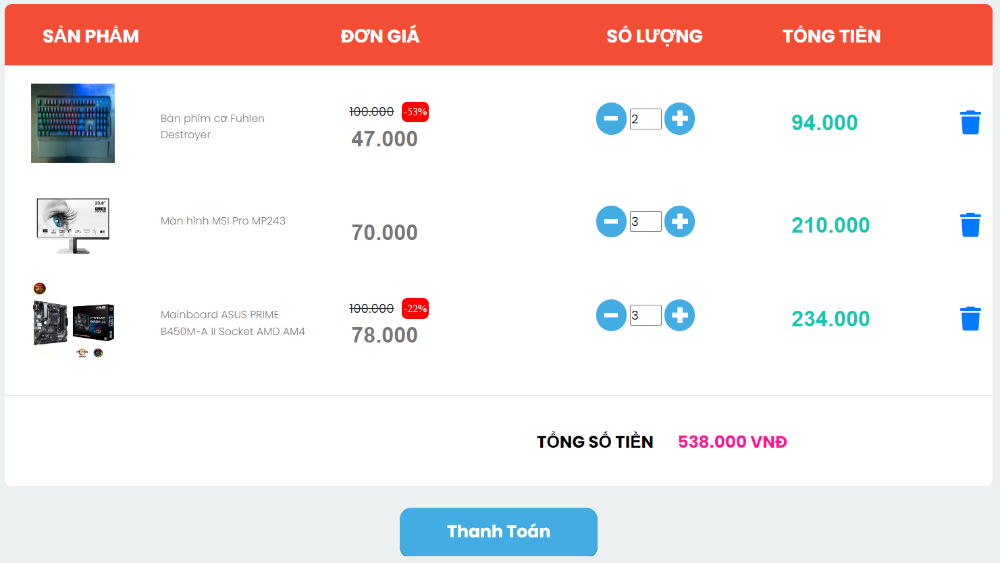 SẢN PHẨM ĐƠN GIÁ SỐ LƯỢNG TỔNG TIỀN
100.000 -53%
Bàn phím cơ Fuhlen
Destroyer
47.000
2
94.000
23.8"
Màn hình MSI Pro MP243
70.000
3
210.000
100.000 -22%
Mainboard ASUS PRIME
B450M-A II Socket AMD AM4
78.000
3
234.000
PRIME
B450M-A II
TỔNG SỐ TIỀN 538.000 VNĐ
Thanh Toán